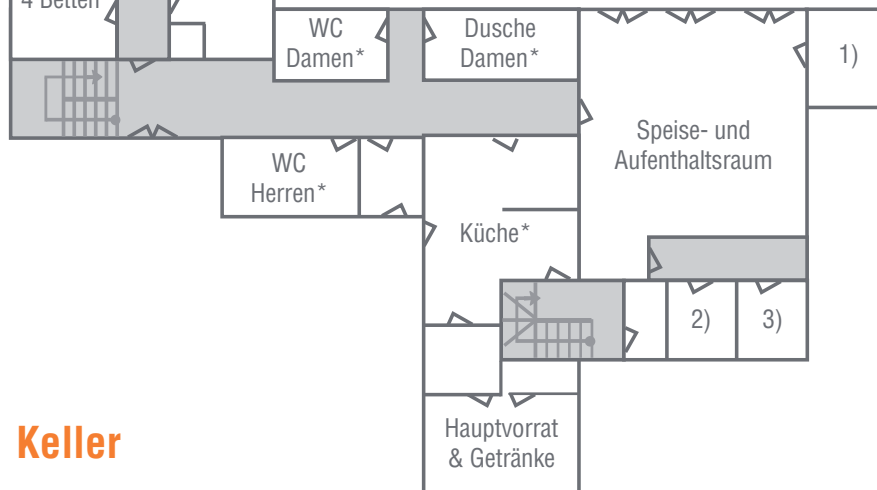 4 Betten
WC
Damen*
Dusche
Damen*
1)
Speise- und
Aufenthaltsraum
WC
Herren*
Küche*
2)
3)
Keller
Hauptvorrat
& Getränke